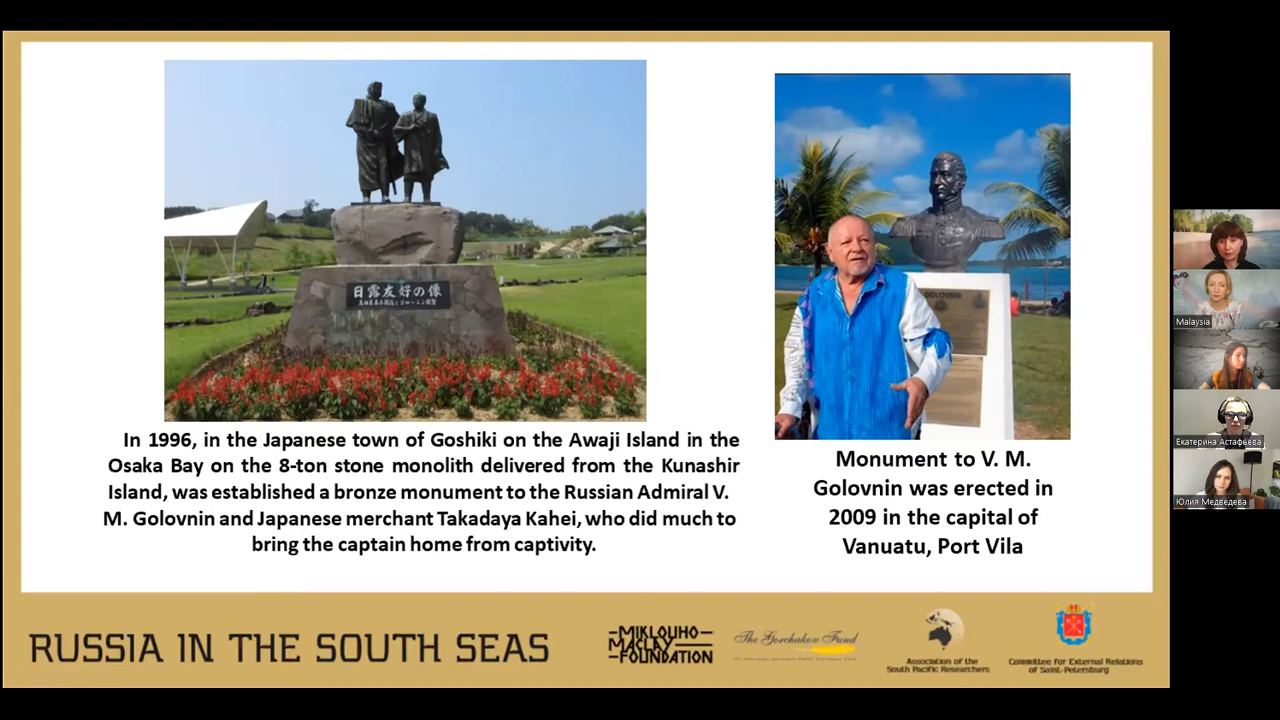 日露友好の像
GOLOVNIN
In 1996, in the Japanese town of Goshiki on the Awaji Island in the
Osaka Bay on the 8-ton stone monolith delivered from the Kunashir
Island, was established a bronze monument to the Russian Admiral V.
M. Golovnin and Japanese merchant Takadaya Kahei, who did much to
bring the captain home from captivity.
Monument to V. M.
Golovnin was erected in
2009 in the capital of
Vanuatu, Port Vila
RUSSIA IN THE SOUTH SEAS
MIKLOUHO
MACLAY
FOUNDATION
The Gorchakov Fund
Association of the
South Pacific Researchers
Committee for External Relations
of Saint-Petersburg
Malaysia
Екатерина Астафьева
Юлия Медведева